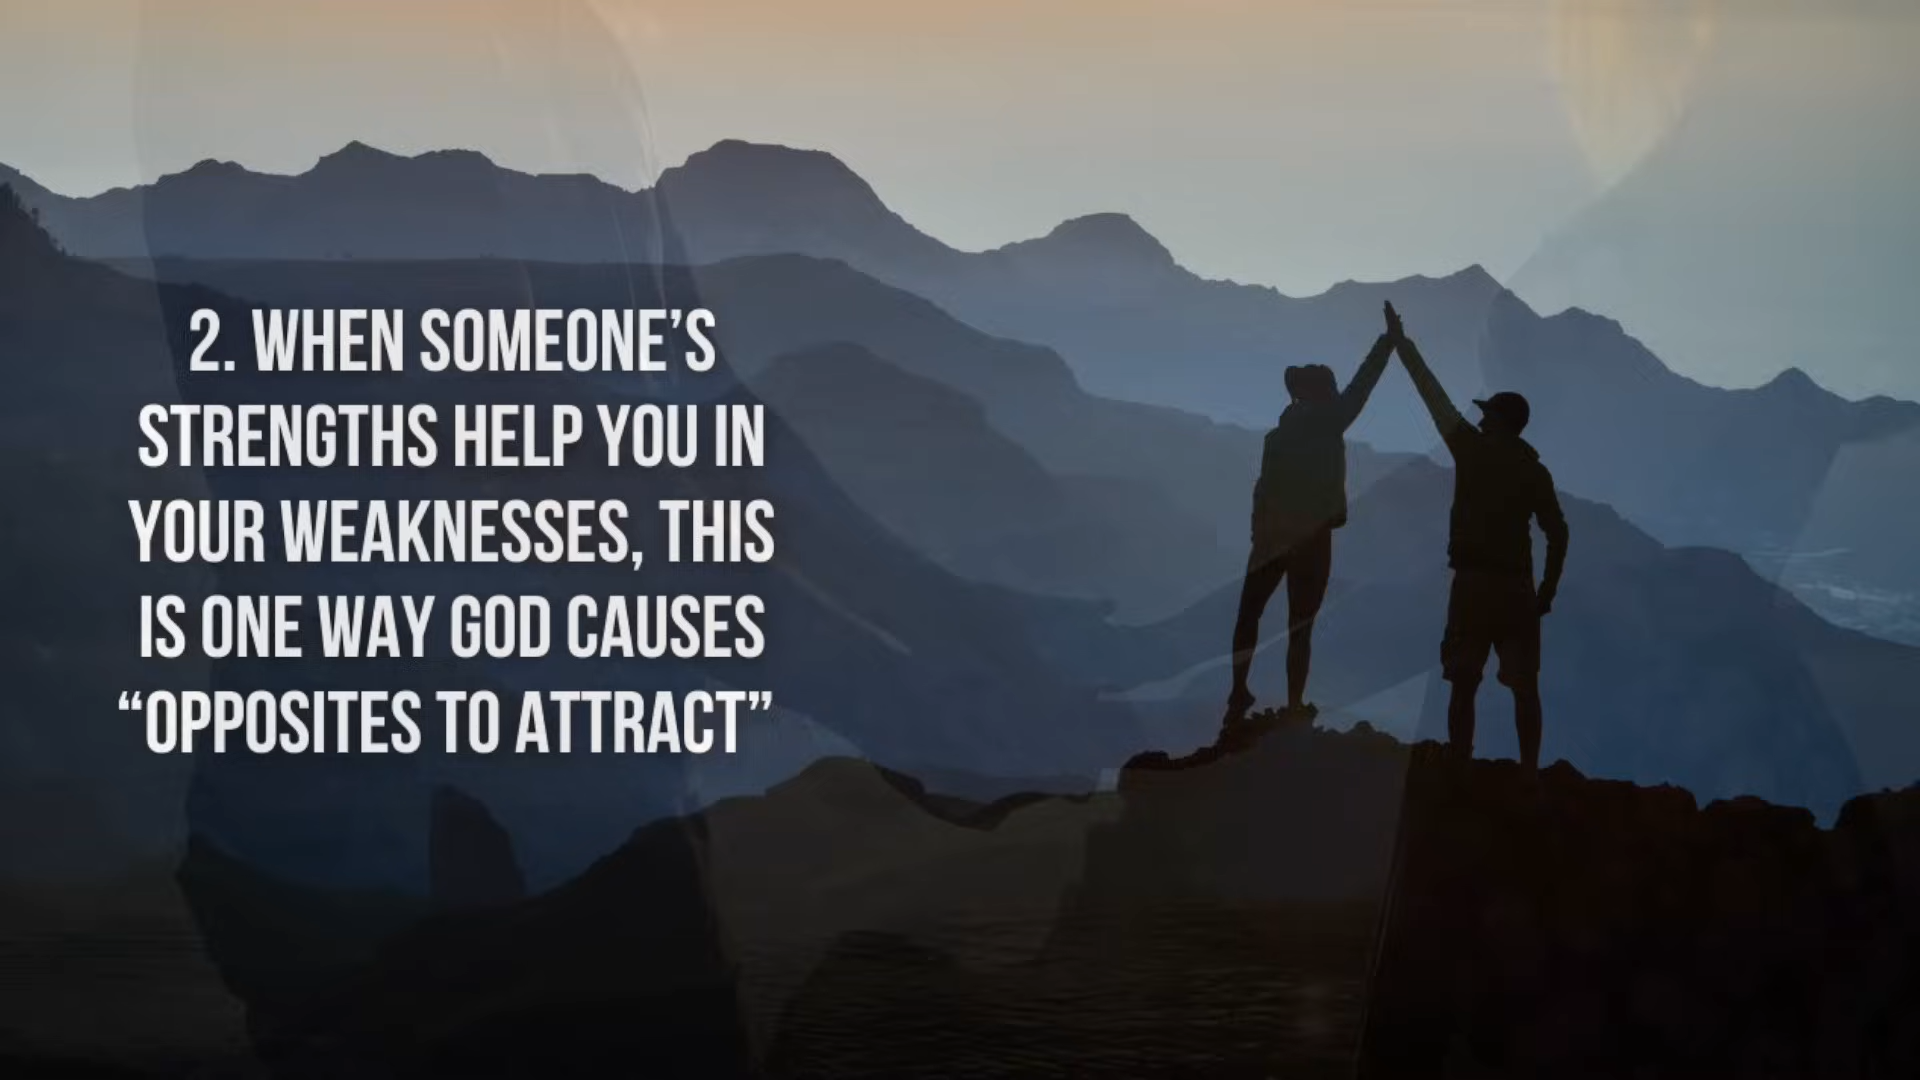 2. WHEN SOMEONE’S
STRENGTHS HELP YOU IN
YOUR WEAKNESSES, THIS
IS ONE WAY GOD CAUSES
“OPPOSITES TO ATTRACT”